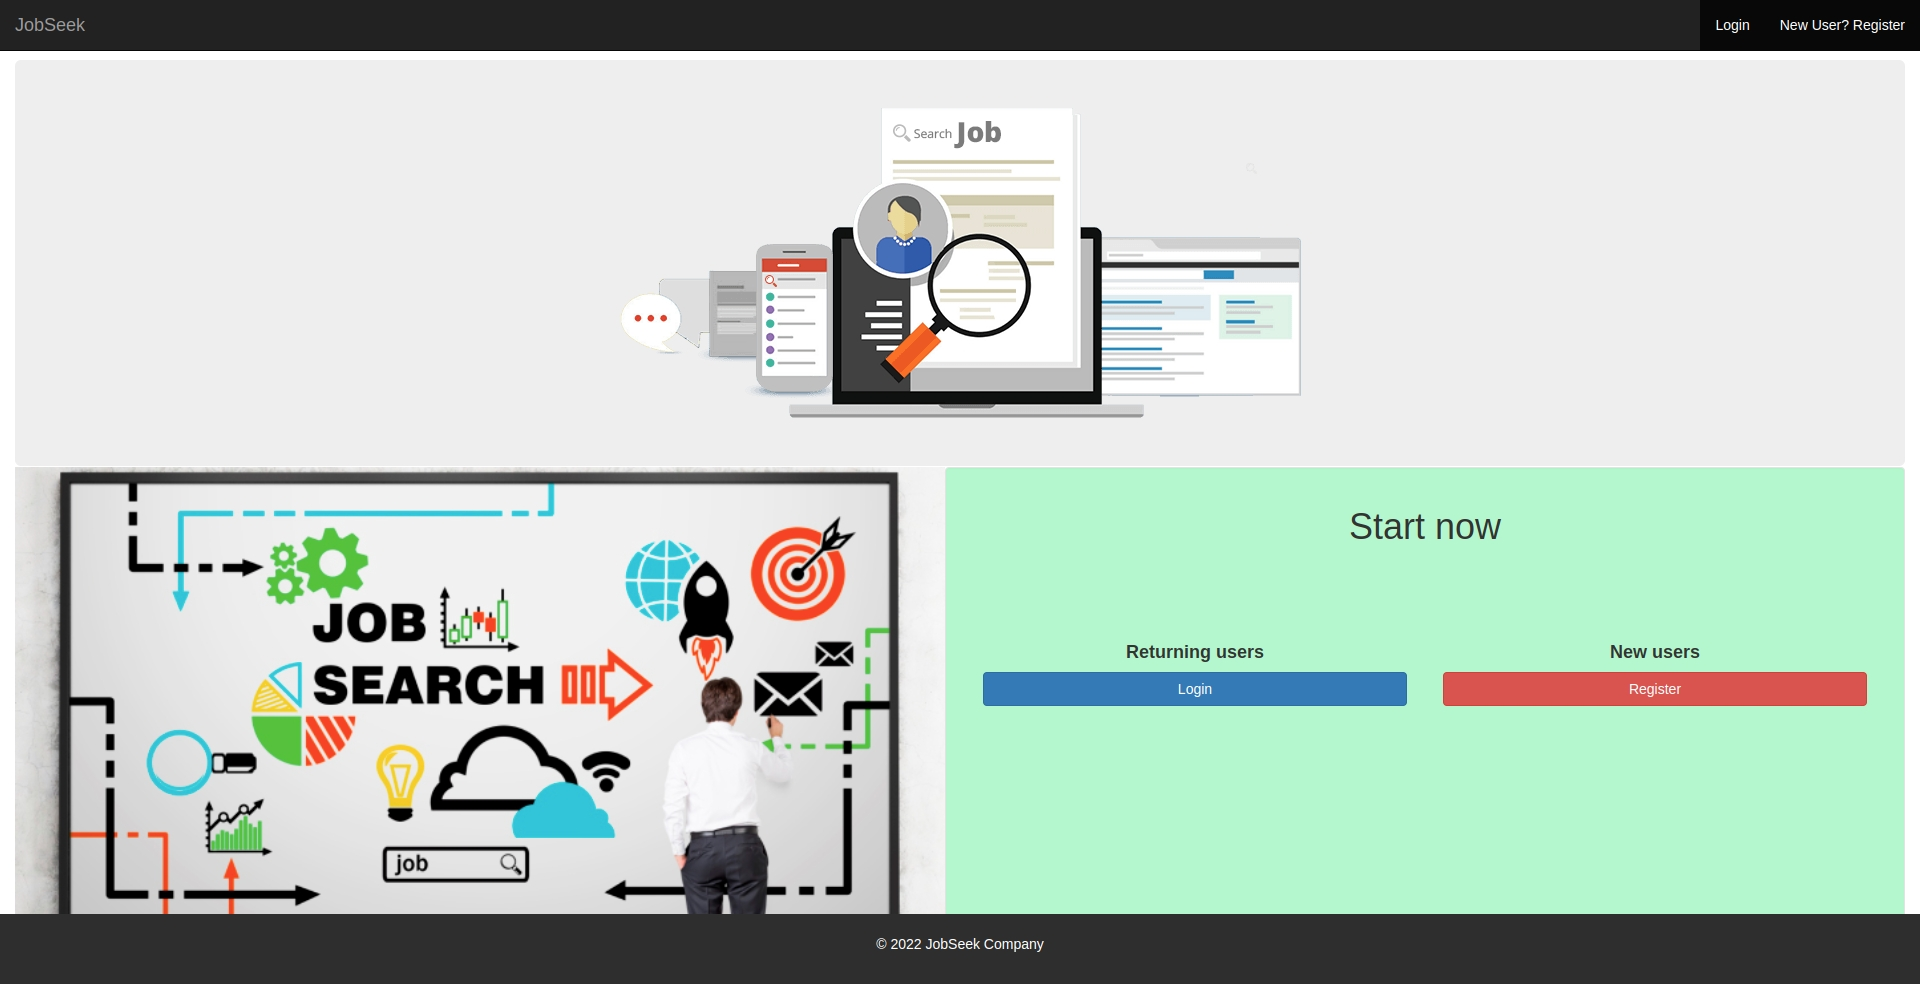 JobSeek
Login
New User? Register
Search Job
JOB
SEARCH
job
Start now
Returning users
New users
Login
Register
© 2022 JobSeek Company